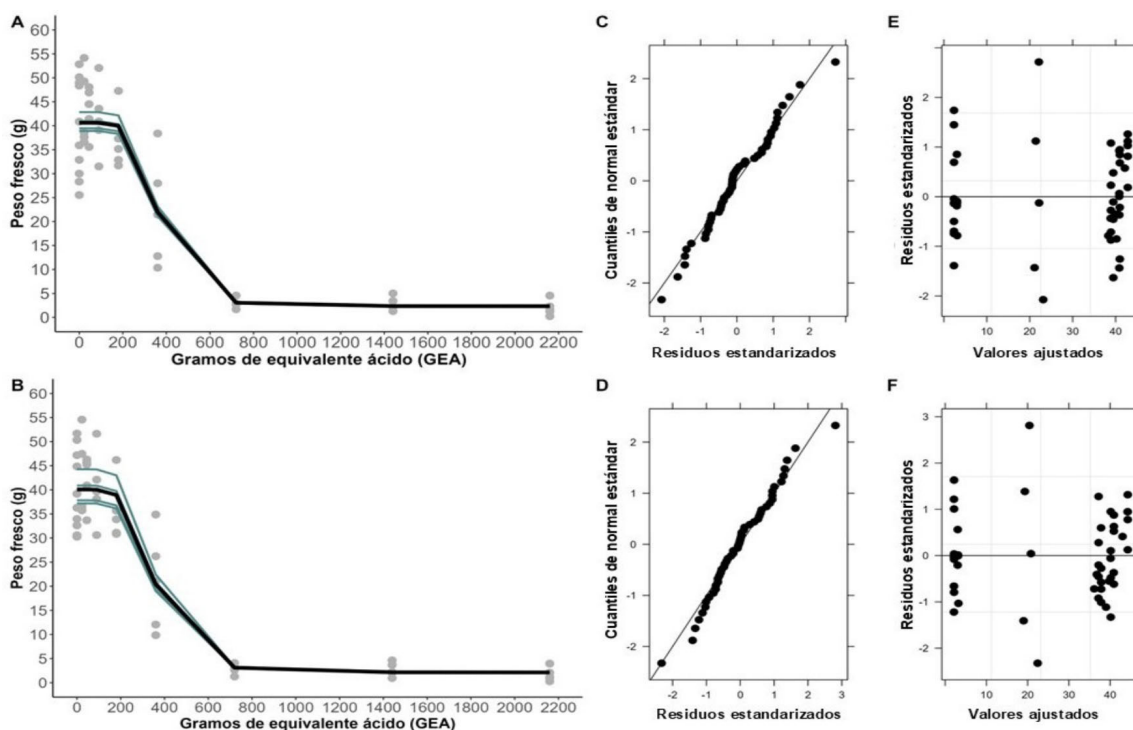 A
Peso fresco (g)
60
55
50
45
40
35
30
25
20
15
10
5
0
0 200 400 600 800 1000 1200 1400 1600 1800 2000 2200
Gramos de equivalente ácido (GEA)
C
Cuantiles de normal estándar
2
1
0
-1
-2
-2 -1 0 1 2
Residuos estandarizados
E
Residuos estandarizados
2
1
0
-1
-2
10 20 30 40
Valores ajustados
B
Peso fresco (g)
60
55
50
45
40
35
30
25
20
15
10
5
0
0 200 400 600 800 1000 1200 1400 1600 1800 2000 2200
Gramos de equivalente ácido (GEA)
D
Cuantiles de normal estándar
2
1
0
-1
-2
-2 -1 0 1 2 3
Residuos estandarizados
F
Residuos estandarizados
3
2
1
0
-1
-2
10 20 30 40
Valores ajustados